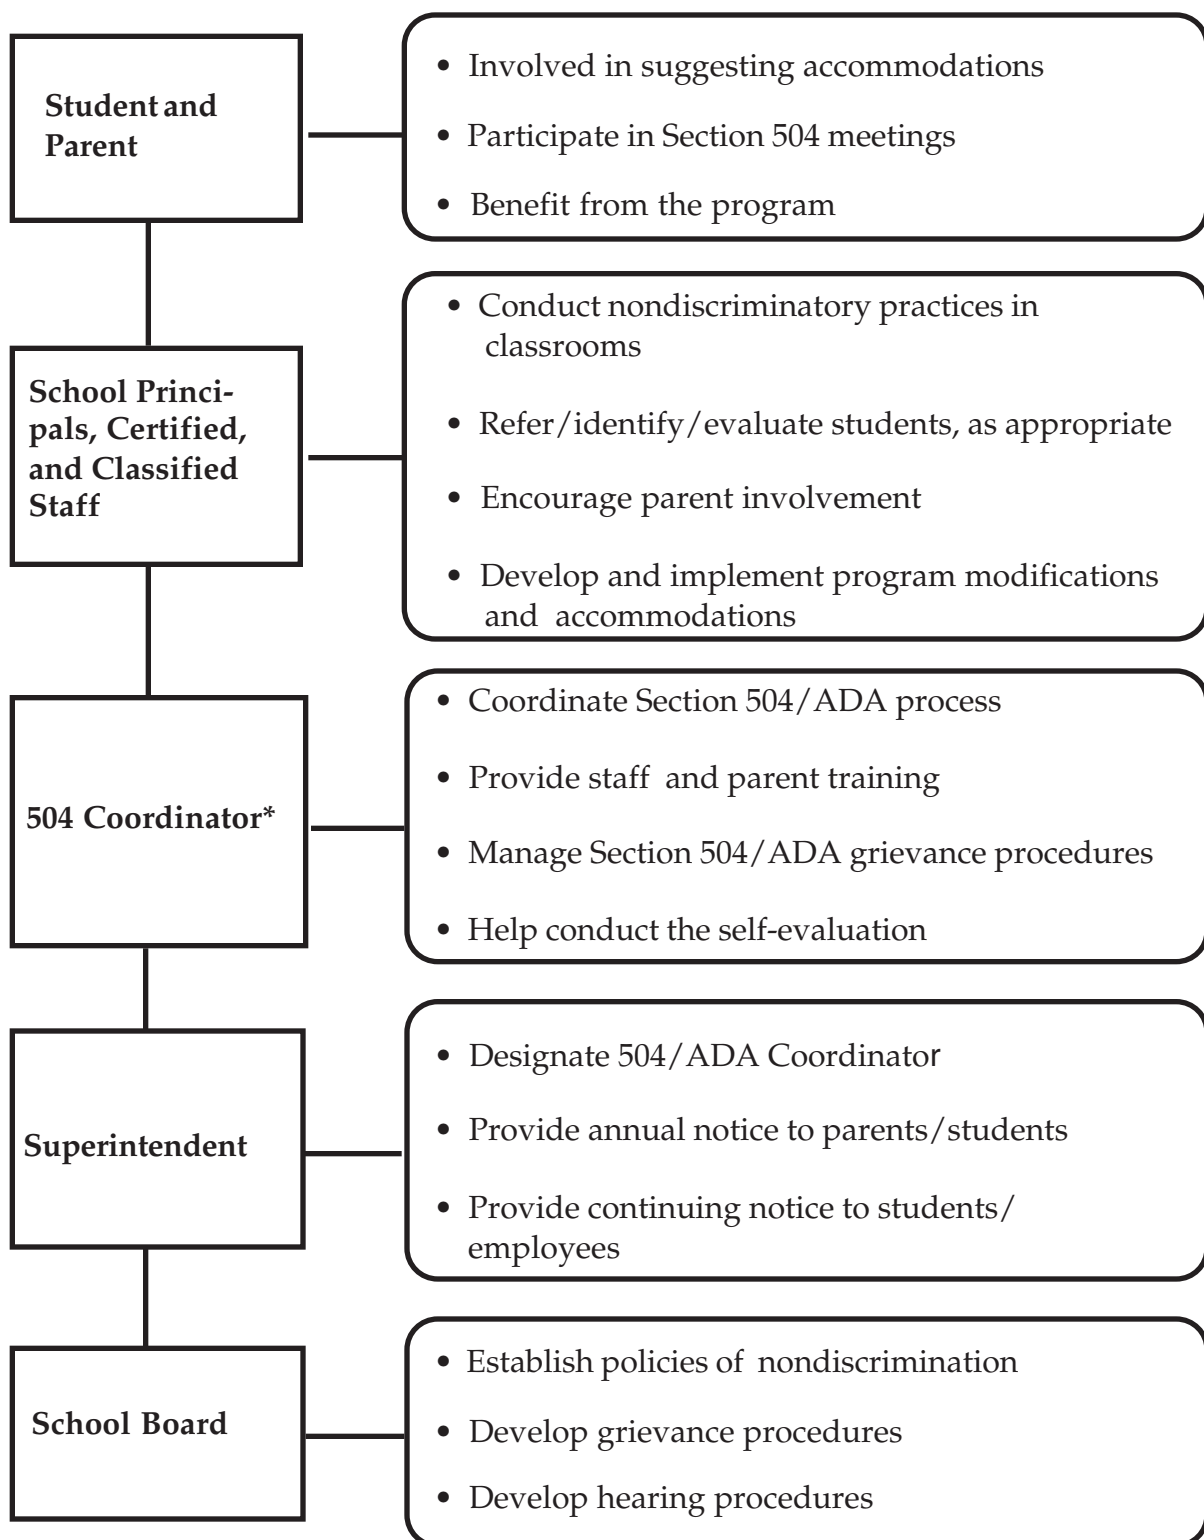 Student and
Parent
• Involved in suggesting accommodations
• Participate in Section 504 meetings
• Benefit from the program
School Princi-
pals, Certified,
and Classified
Staff
• Conduct nondiscriminatory practices in
classrooms
• Refer/identify/evaluate students, as appropriate
• Encourage parent involvement
• Develop and implement program modifications
and accommodations
504 Coordinator*
• Coordinate Section 504/ADA process
• Provide staff and parent training
• Manage Section 504/ADA grievance procedures
• Help conduct the self-evaluation
Superintendent
• Designate 504/ADA Coordinator
• Provide annual notice to parents/students
• Provide continuing notice to students/
employees
School Board
• Establish policies of nondiscrimination
• Develop grievance procedures
• Develop hearing procedures